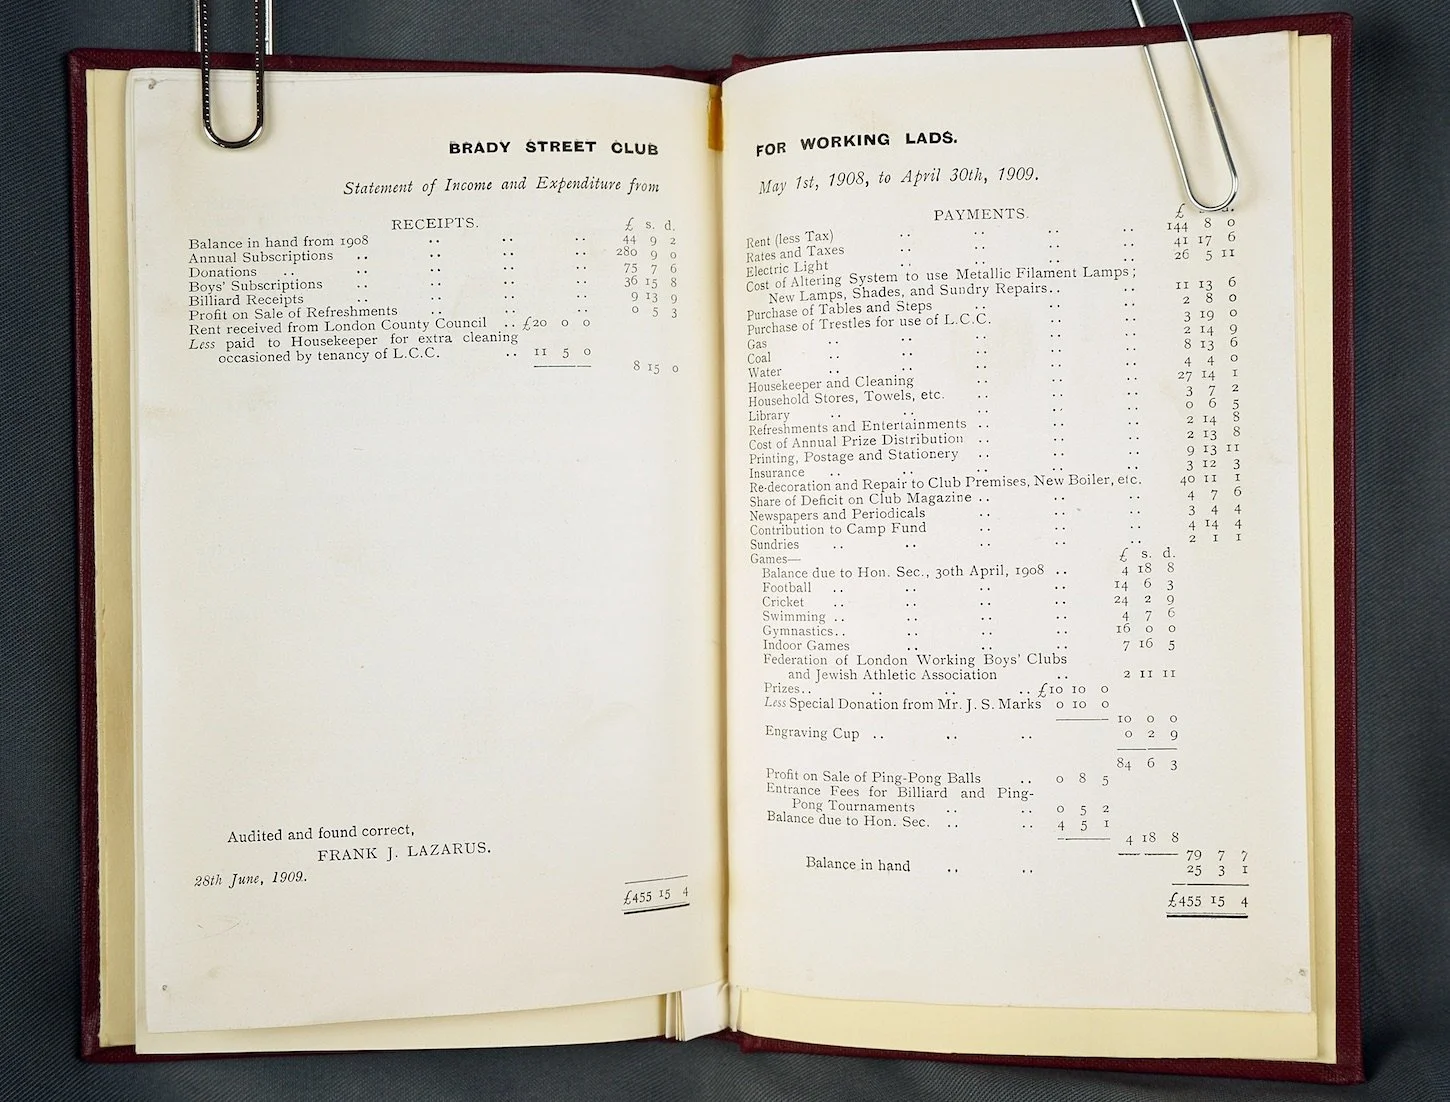 BRADY STREET CLUB
Statement of Income and Expenditure from
RECEIPTS. £ s. d.
Balance in hand from 1908 .. .. .. 44 9 2
Annual Subscriptions .. .. .. .. 280 9 0
Donations .. .. .. .. 75 7 6
Boys' Subscriptions .. .. .. .. 36 15 8
Billiard Receipts .. .. .. .. 9 13 9
Profit on Sale of Refreshments .. .. .. 0 5 3
Rent received from London County Council .. £20 0 0
Less paid to Housekeeper for extra cleaning
occasioned by tenancy of L.C.C. .. 11 5 0
8 15 0
Audited and found correct,
FRANK J. LAZARUS.
28th June, 1909.
£455 15 4
FOR WORKING LADS.
May 1st, 1908, to April 30th, 1909.
PAYMENTS. £ d.
Rent (less Tax) .. .. .. .. 144 8 0
Rates and Taxes .. .. .. .. 41 17 6
Electric Light .. .. .. .. 26 5 11
Cost of Altering System to use Metallic Filament Lamps;
New Lamps, Shades, and Sundry Repairs.. .. 11 13 6
Purchase of Tables and Steps .. .. .. 2 8 0
Purchase of Trestles for use of L.C.C. .. .. 3 19 0
Gas .. .. .. .. .. 2 14 9
Coal .. .. .. .. .. 8 13 6
Water .. .. .. .. .. 4 4 0
Housekeeper and Cleaning .. .. .. 27 14 1
Household Stores, Towels, etc. .. .. .. 3 7 2
Library .. .. .. .. .. 0 6 5
Refreshments and Entertainments .. .. .. 2 14 8
Cost of Annual Prize Distribution .. .. .. 2 13 8
Printing, Postage and Stationery .. .. .. 9 13 11
Insurance .. .. .. .. .. 3 12 3
Re-decoration and Repair to Club Premises, New Boiler, etc. 40 11 1
Share of Deficit on Club Magazine .. .. .. 4 7 6
Newspapers and Periodicals .. .. .. 3 4 4
Contribution to Camp Fund .. .. .. 4 14 4
Sundries .. .. .. .. .. 2 1 1
Games— £ s. d.
Balance due to Hon. Sec., 30th April, 1908 .. 4 18 8
Football .. .. .. .. 14 6 3
Cricket .. .. .. .. 24 2 9
Swimming .. .. .. .. 4 7 6
Gymnastics.. .. .. .. 16 0 0
Indoor Games .. .. .. 7 16 5
Federation of London Working Boys' Clubs
and Jewish Athletic Association .. 2 11 11
Prizes.. .. .. .. £10 10 0
Less Special Donation from Mr. J. S. Marks 0 10 0
10 0 0
Engraving Cup .. .. .. 0 2 9
84 6 3
Profit on Sale of Ping-Pong Balls .. 0 8 5
Entrance Fees for Billiard and Ping-
Pong Tournaments .. .. 0 5 2
Balance due to Hon. Sec. .. .. 4 5 1
4 18 8
79 7 7
Balance in hand .. .. 25 3 1
£455 15 4